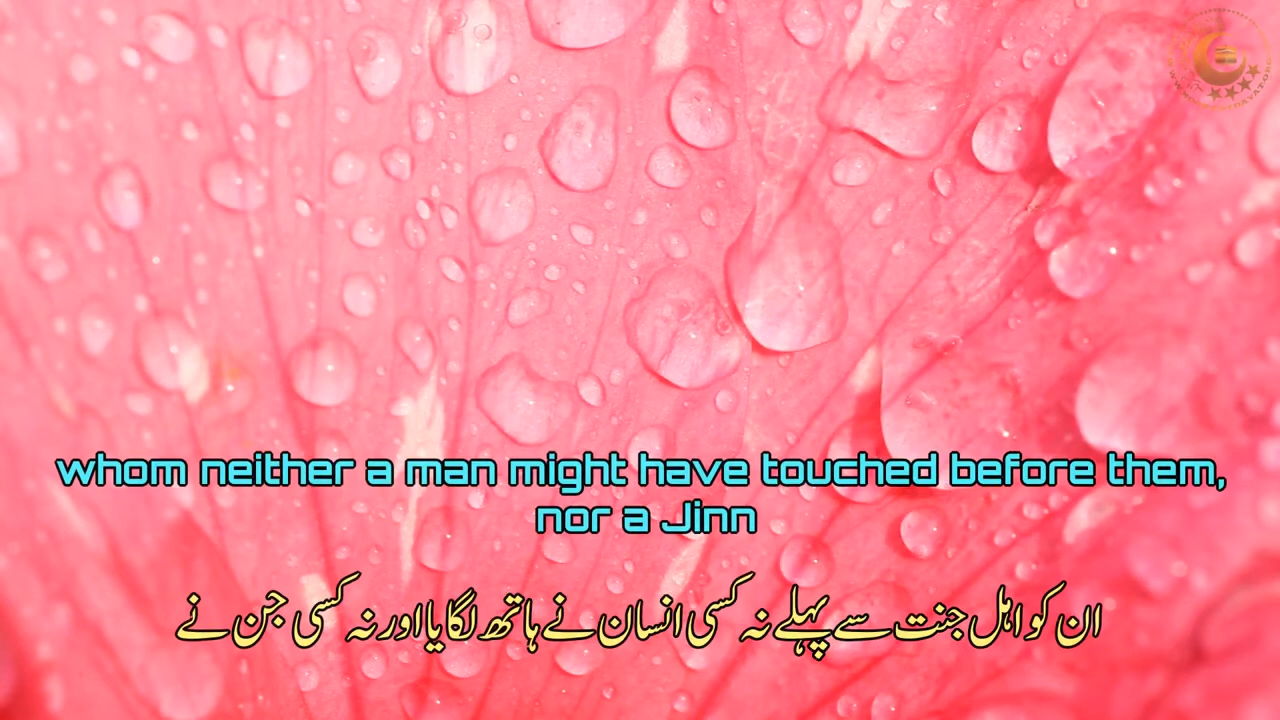 whom neither a man might have touched before them,
nor a Jinn
ان کو اہل جنت سے پہلے نہ کسی انسان نے ہاتھ لگایا اور نہ کسی جن نے